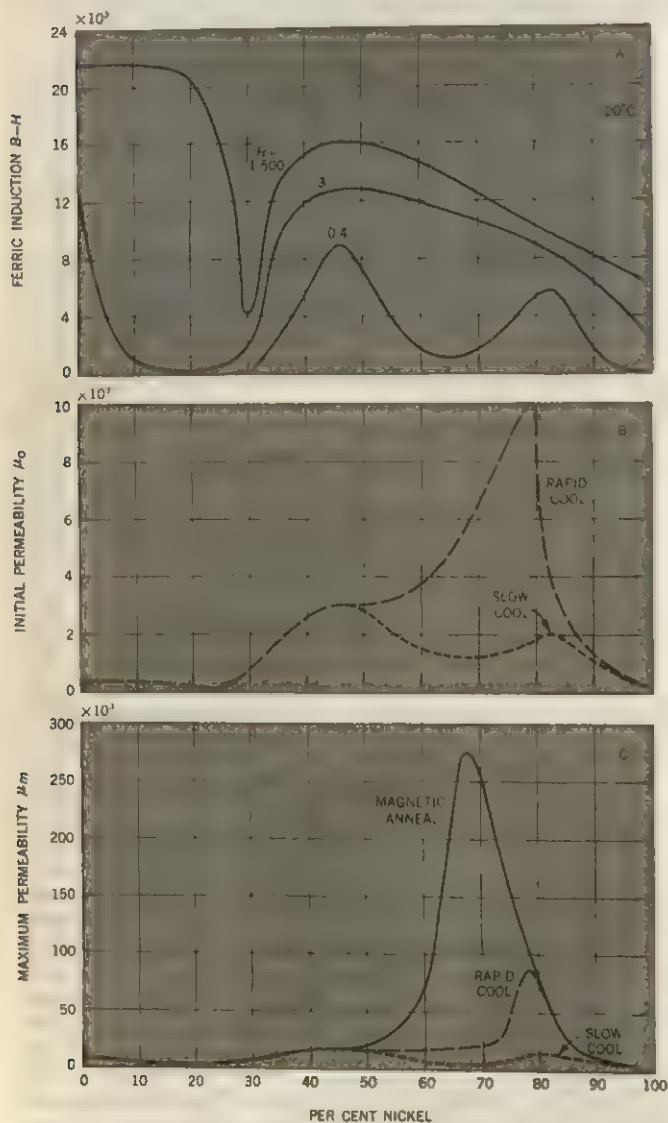 ×10³
24
20
16
12
8
4
0
FERRIC INDUCTION B–H
A
20°C
H =
1,500
3
0.4
×10³
10
8
6
4
2
0
INITIAL PERMEABILITY μ₀
B
RAPID
COOL
SLOW
COOL
×10³
300
250
200
150
100
50
0
MAXIMUM PERMEABILITY μm
C
MAGNETIC
ANNEAL
RAPID
COOL
SLOW
COOL
0 10 20 30 40 50 60 70 80 90 100
PER CENT NICKEL